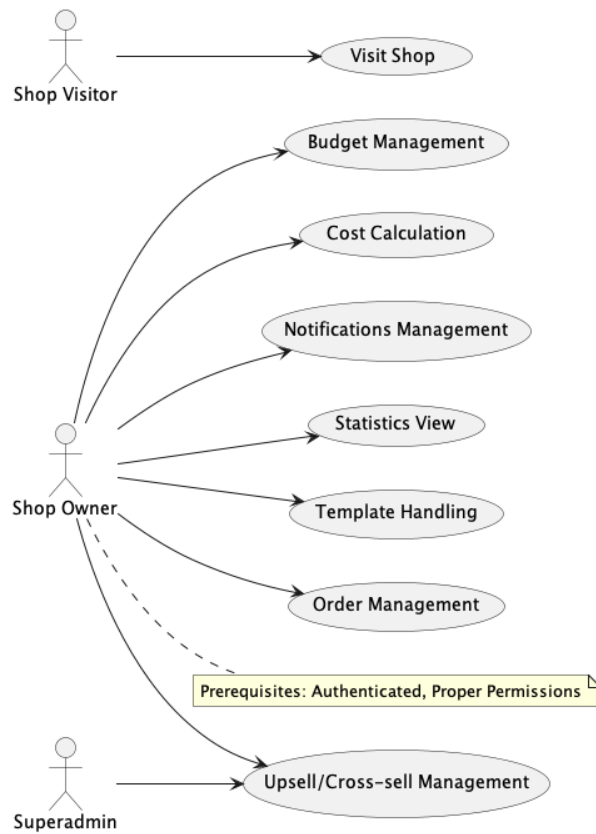 Shop Visitor
Visit Shop
Budget Management
Cost Calculation
Notifications Management
Statistics View
Shop Owner
Template Handling
Order Management
Prerequisites: Authenticated, Proper Permissions
Upsell/Cross-sell Management
Superadmin